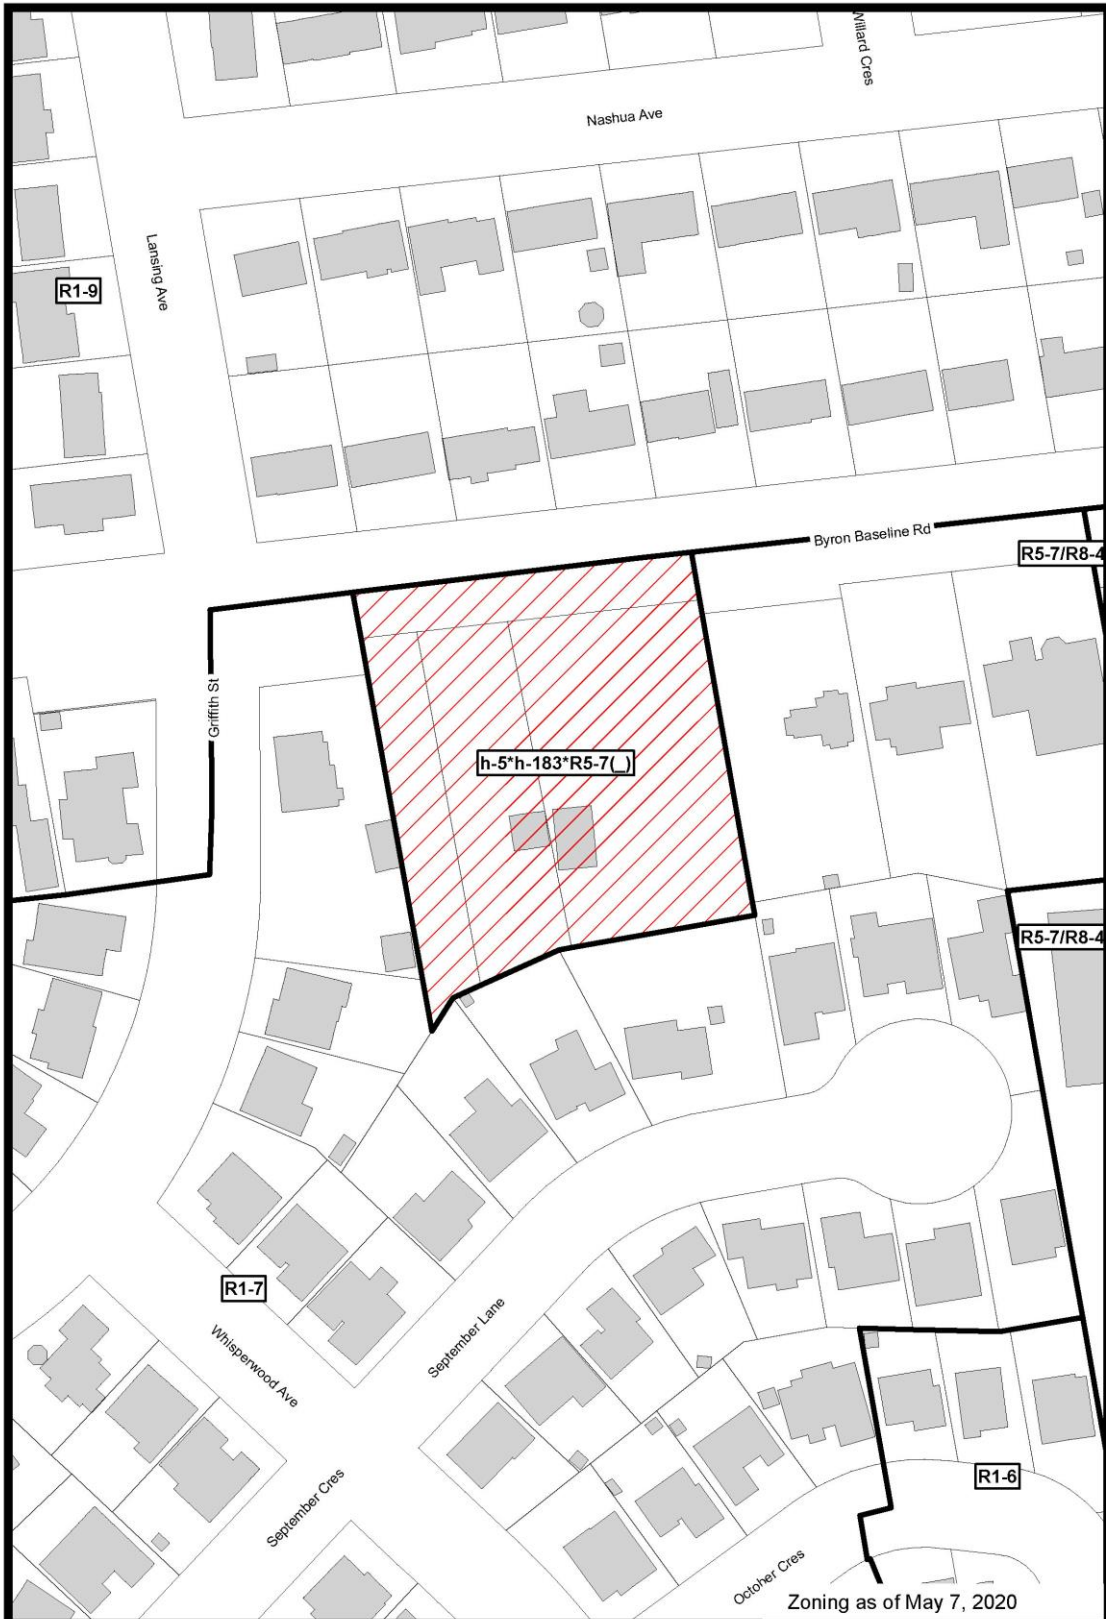 Willard Cres
Nashua Ave
Lansing Ave
R1-9
Byron Baseline Rd
R5-7/R8-4
Griffith St
h-5*h-183*R5-7(_)
R5-7/R8-4
R1-7
September Lane
Whisperwood Ave
R1-6
September Cres
October Cres
Zoning as of May 7, 2020